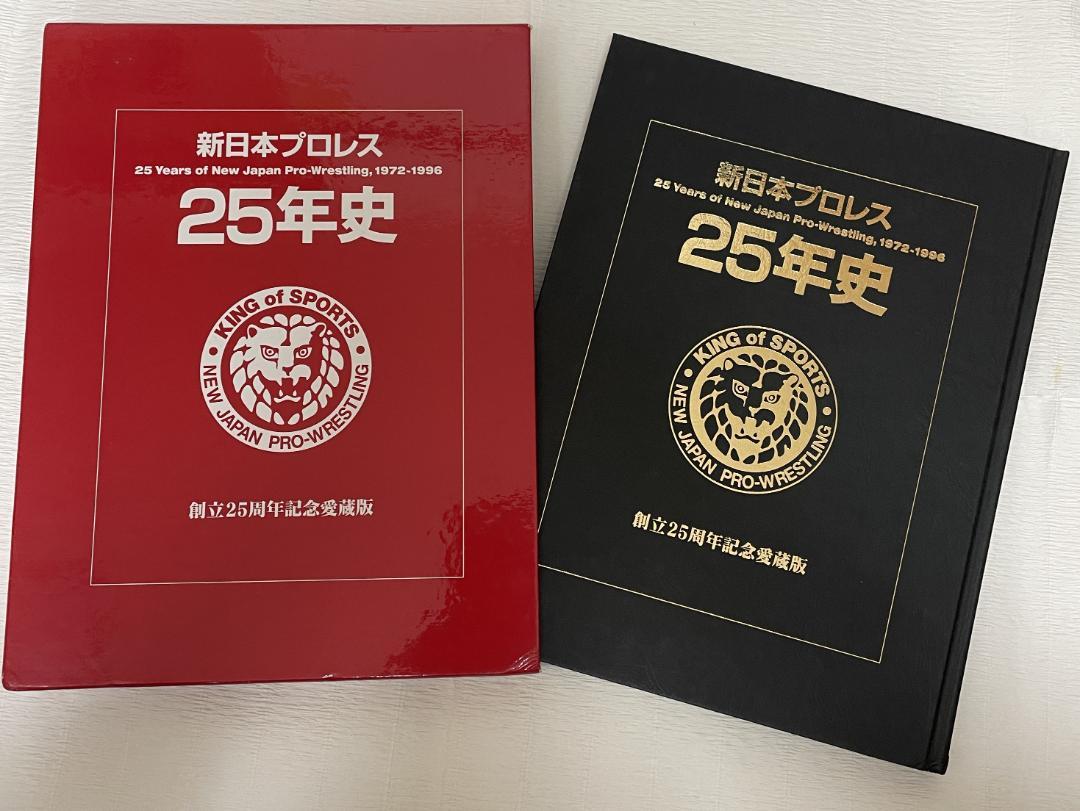 新日本プロレス
25 Years of New Japan Pro-Wrestling, 1972-1996
25年史
KING of SPORTS
NEW JAPAN PRO-WRESTLING
創立25周年記念愛蔵版
新日本プロレス
25 Years of New Japan Pro-Wrestling, 1972-1996
25年史
KING of SPORTS
NEW JAPAN PRO-WRESTLING
創立25周年記念愛蔵版